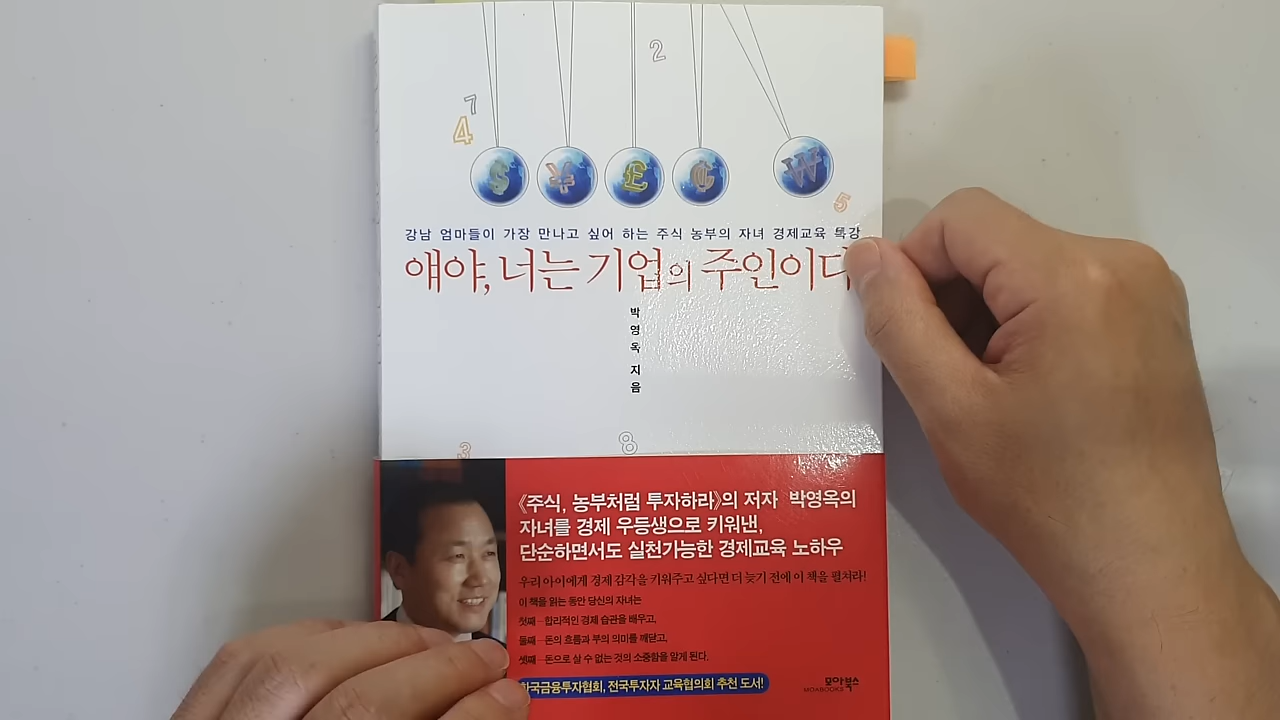 2
7
4
$ ¥ £ ₵ ₩
5
강남 엄마들이 가장 만나고 싶어 하는 주식 농부의 자녀 경제교육 특강
얘야, 너는 기업의 주인이다
박영옥 지음
8
3
《주식, 농부처럼 투자하라》의 저자 박영옥의
자녀를 경제 우등생으로 키워낸,
단순하면서도 실천가능한 경제교육 노하우
우리 아이에게 경제 감각을 키워주고 싶다면 더 늦기 전에 이 책을 펼쳐라!
이 책을 읽는 동안 당신의 자녀는
첫째—합리적인 경제 습관을 배우고,
둘째—돈의 흐름과 부의 의미를 깨닫고,
셋째—돈으로 살 수 없는 것의 소중함을 알게 된다.
한국금융투자협회, 전국투자자 교육협의회 추천 도서!
모아북스
MOABOOKS